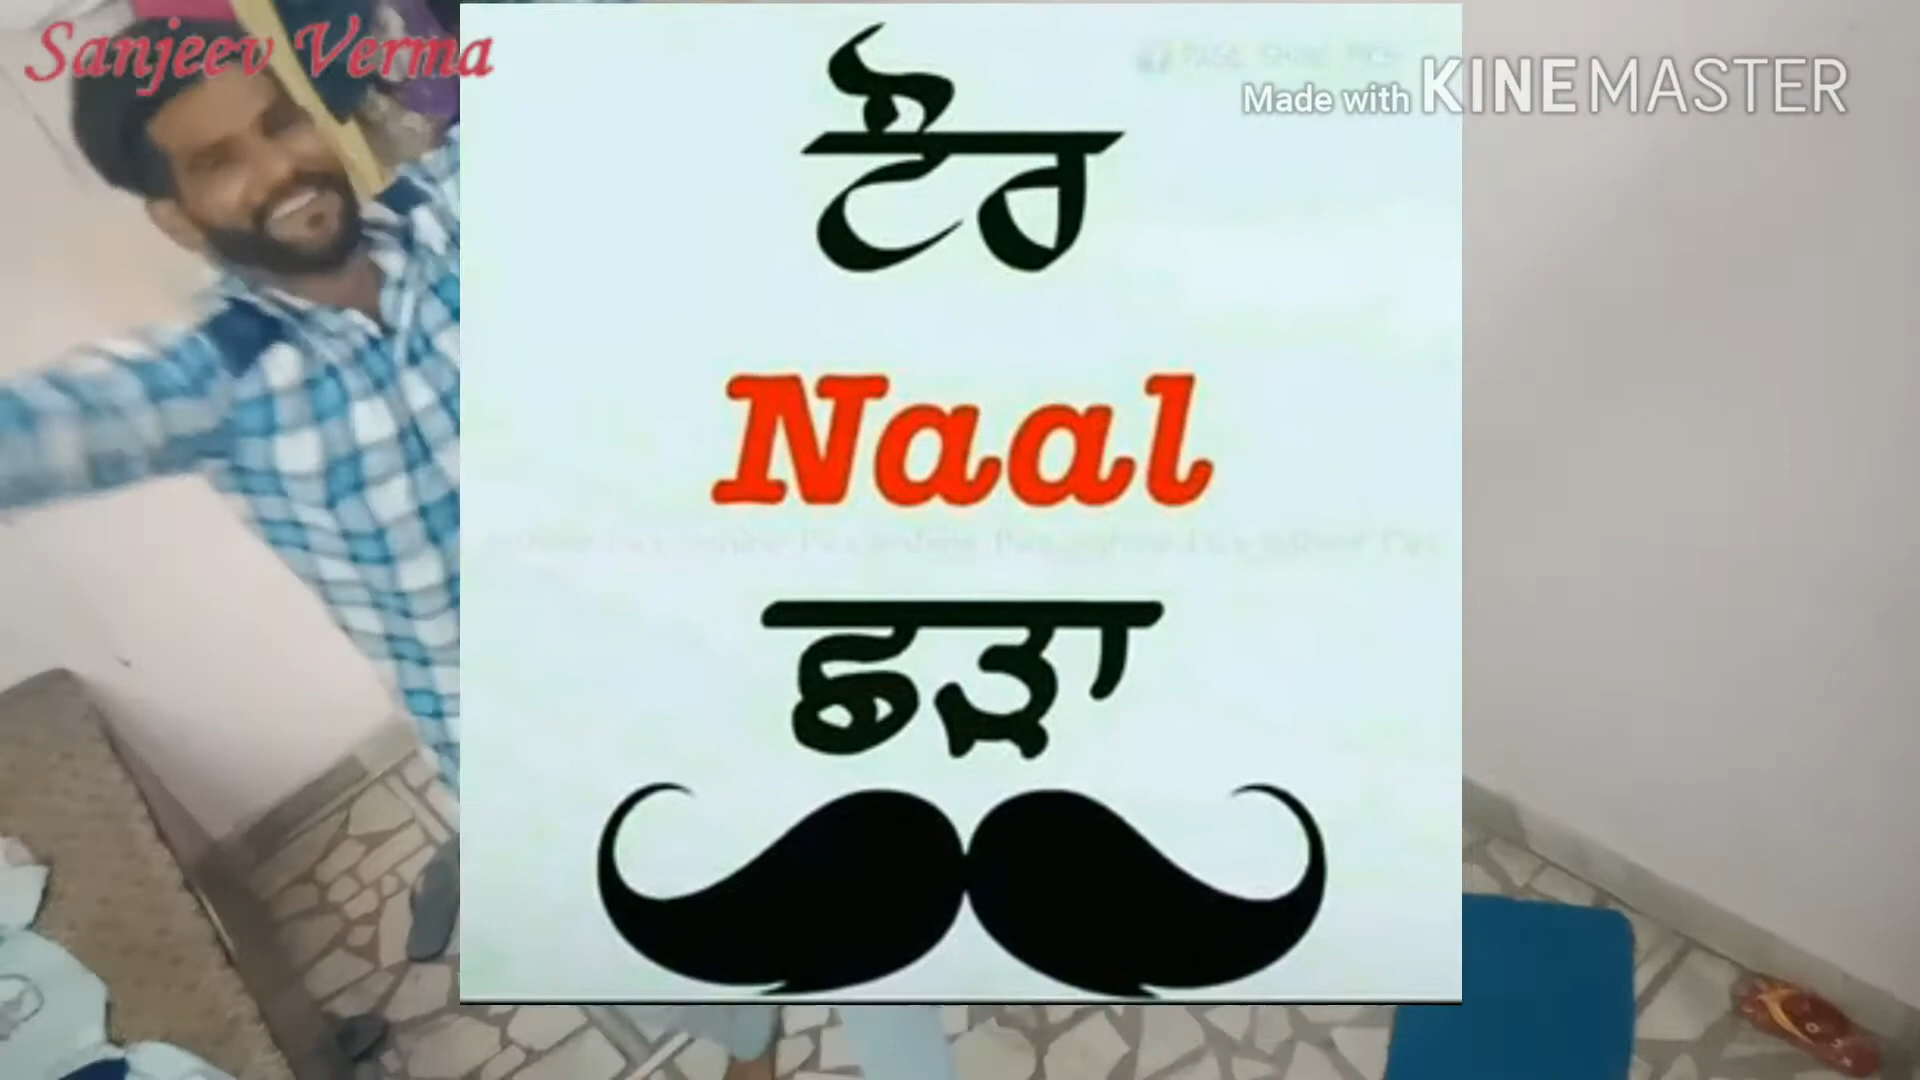 Sanjeev Verma
Made with KINEMASTER
ਟੌਰ
Naal
ਛੜਾ